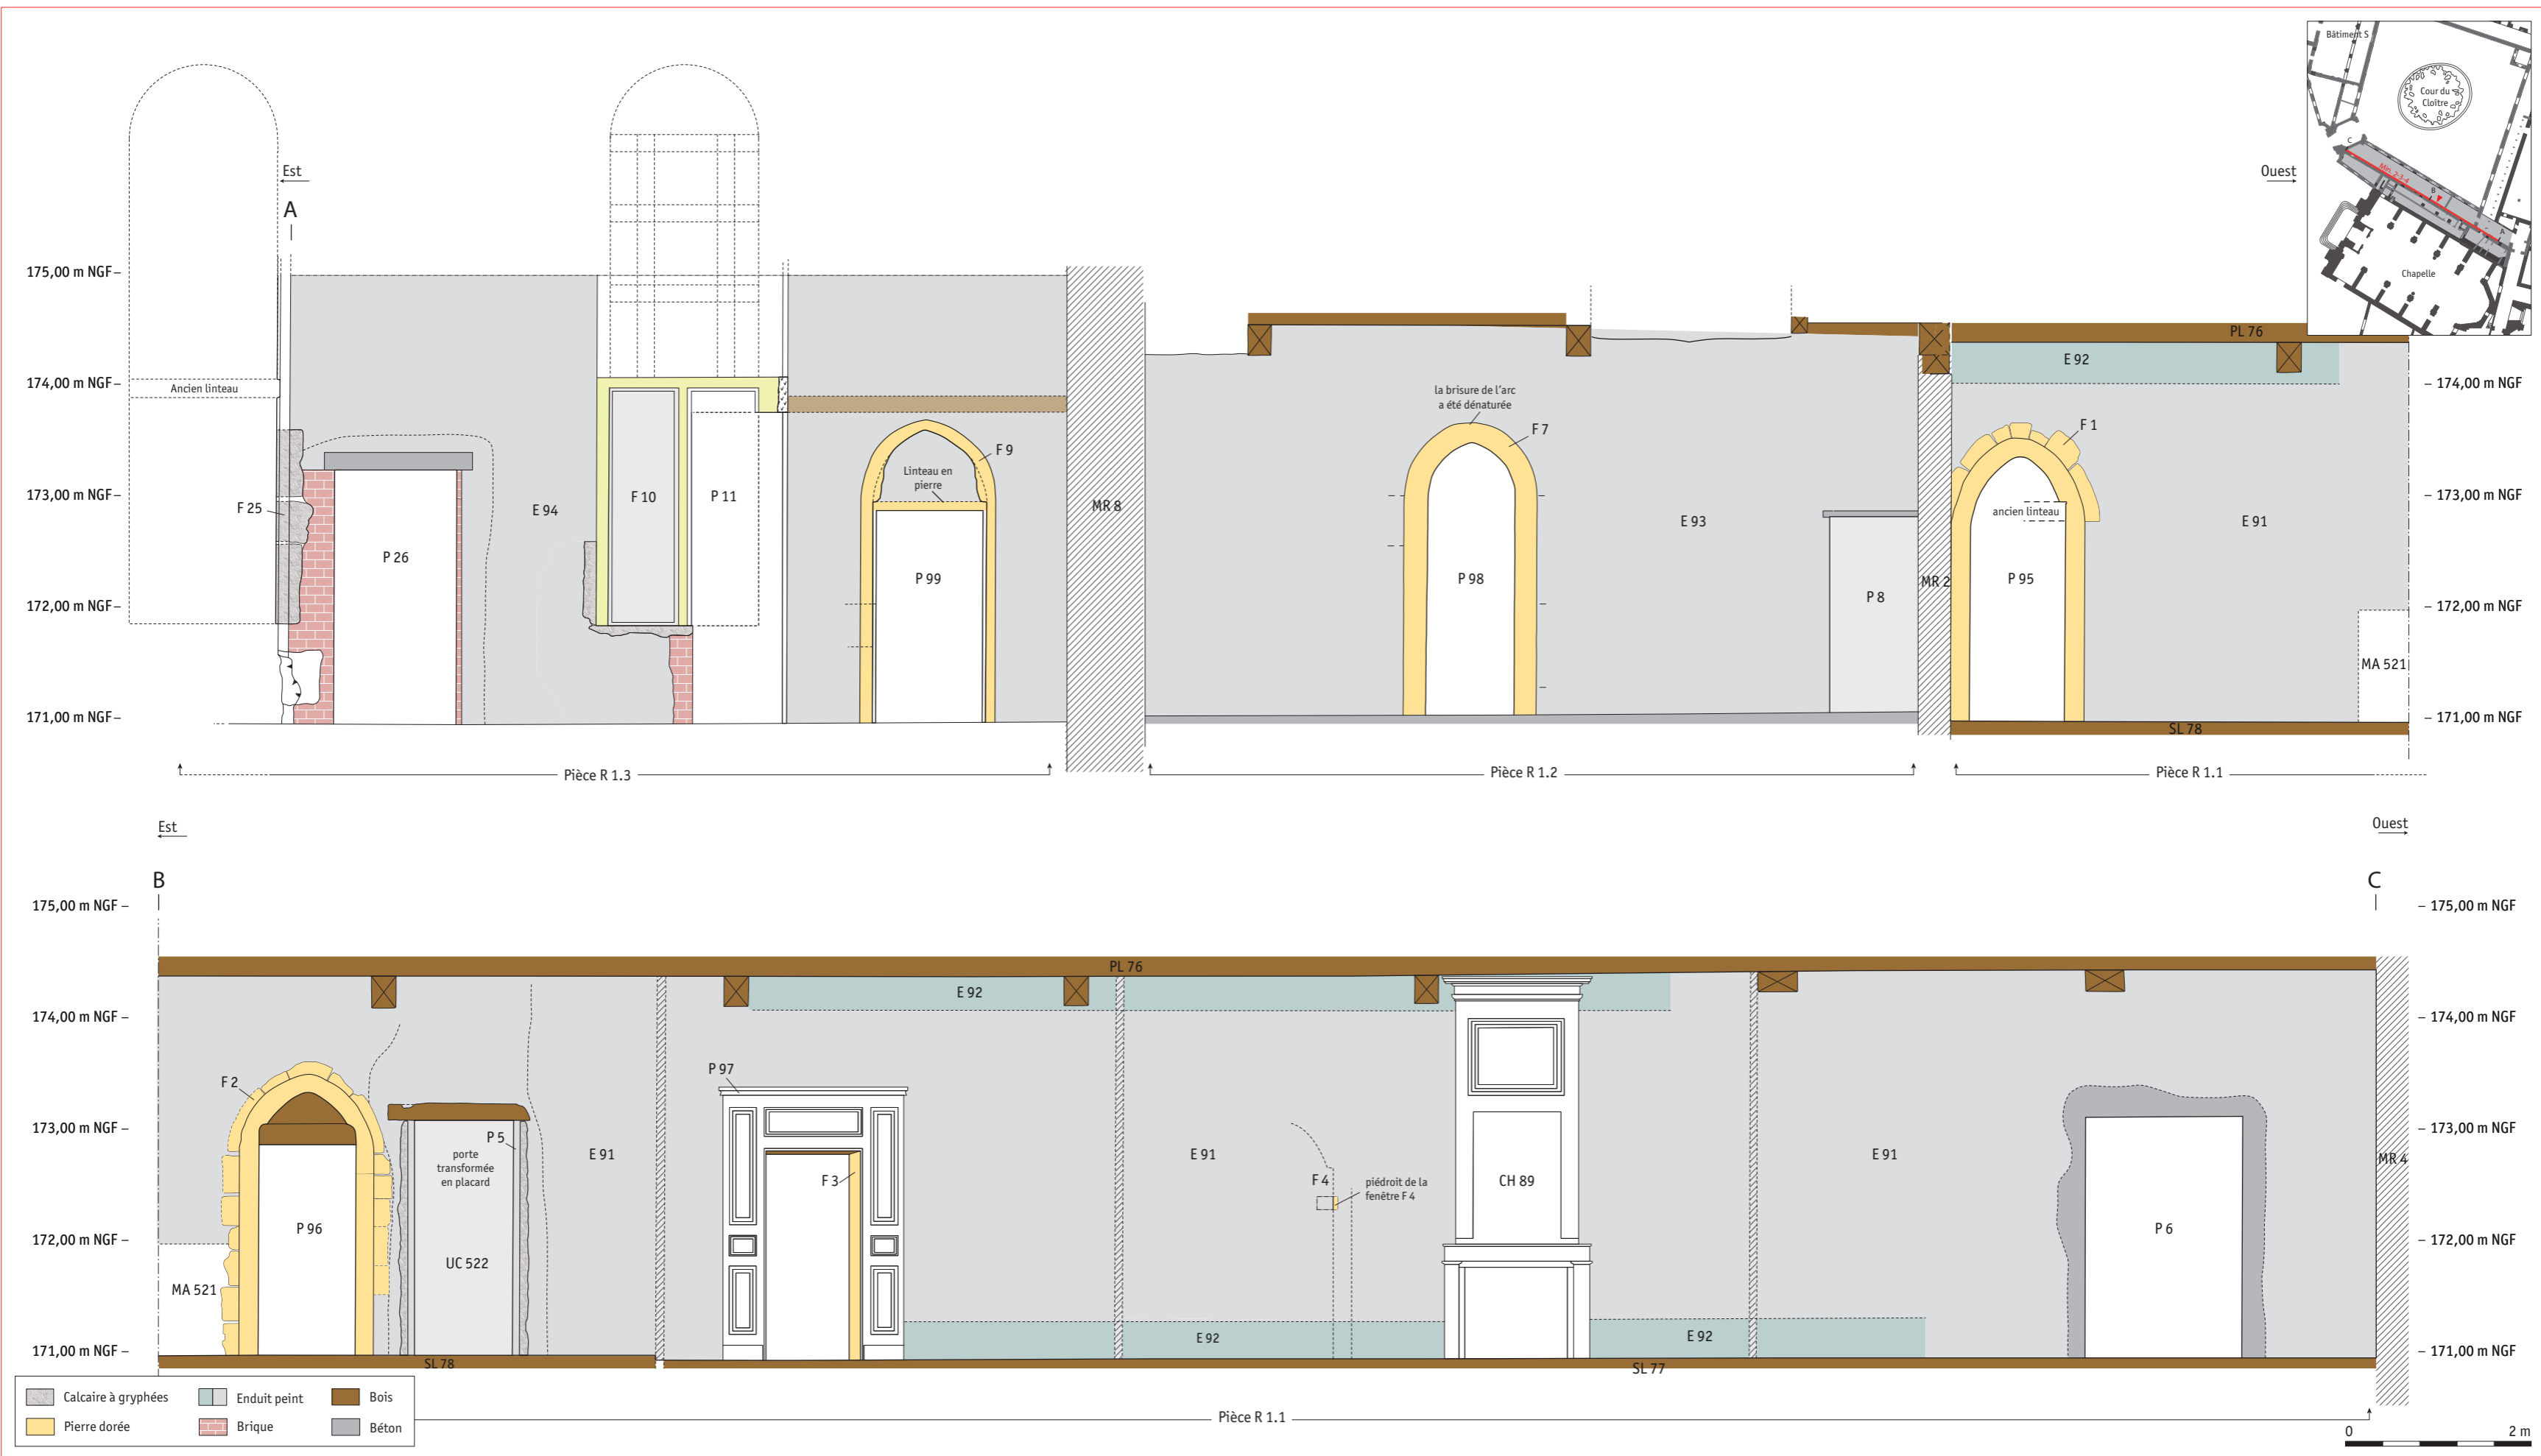 Bâtiment S
Cour du
Cloître
C
Min. 2-3-4
B
A
Chapelle
Est
Ouest
A
175,00 m NGF
174,00 m NGF
173,00 m NGF
172,00 m NGF
171,00 m NGF
Ancien linteau
F 25
P 26
E 94
F 10
P 11
F 9
Linteau en
pierre
P 99
MR 8
la brisure de l'arc
a été dénaturée
F 7
P 98
E 93
P 8
MR 2
PL 76
E 92
F 1
ancien linteau
P 95
E 91
MA 521
SL 78
174,00 m NGF
173,00 m NGF
172,00 m NGF
171,00 m NGF
Pièce R 1.3
Pièce R 1.2
Pièce R 1.1
Est
Ouest
B
C
175,00 m NGF
174,00 m NGF
173,00 m NGF
172,00 m NGF
171,00 m NGF
PL 76
E 92
F 2
P 96
MA 521
P 5
porte
transformée
en placard
UC 522
E 91
P 97
F 3
E 91
F 4
piédroit de la
fenêtre F 4
CH 89
E 91
P 6
MR 4
E 92
E 92
SL 78
SL 77
175,00 m NGF
174,00 m NGF
173,00 m NGF
172,00 m NGF
171,00 m NGF
Calcaire à gryphées
Enduit peint
Bois
Pierre dorée
Brique
Béton
Pièce R 1.1
0 2 m